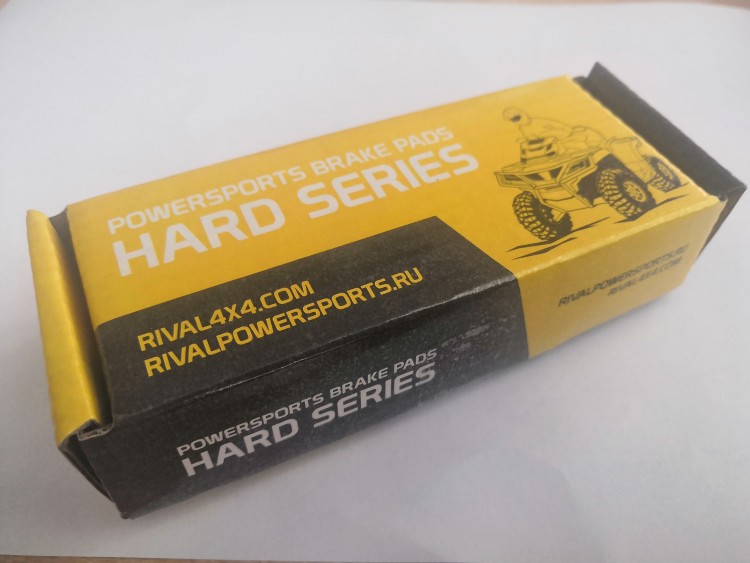 POWERSPORTS BRAKE PADS
HARD SERIES
RIVAL4X4.COM
RIVALPOWERSPORTS.RU
POWERSPORTS BRAKE PADS
HARD SERIES
RIVALPOWERSPORTS.RU
RIVAL4X4.COM